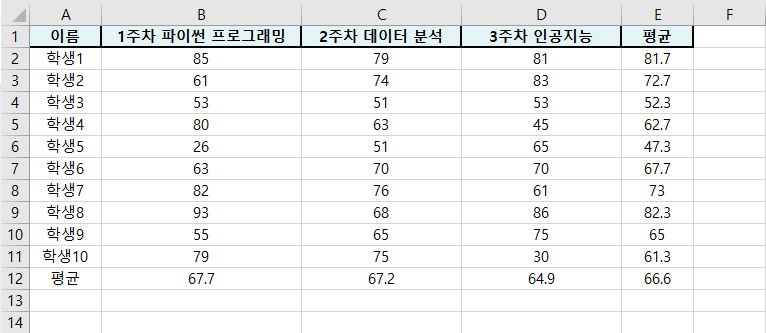 A B C D E F
1 이름 1주차 파이썬 프로그래밍 2주차 데이터 분석 3주차 인공지능 평균
2 학생1 85 79 81 81.7
3 학생2 61 74 83 72.7
4 학생3 53 51 53 52.3
5 학생4 80 63 45 62.7
6 학생5 26 51 65 47.3
7 학생6 63 70 70 67.7
8 학생7 82 76 61 73
9 학생8 93 68 86 82.3
10 학생9 55 65 75 65
11 학생10 79 75 30 61.3
12 평균 67.7 67.2 64.9 66.6
13
14